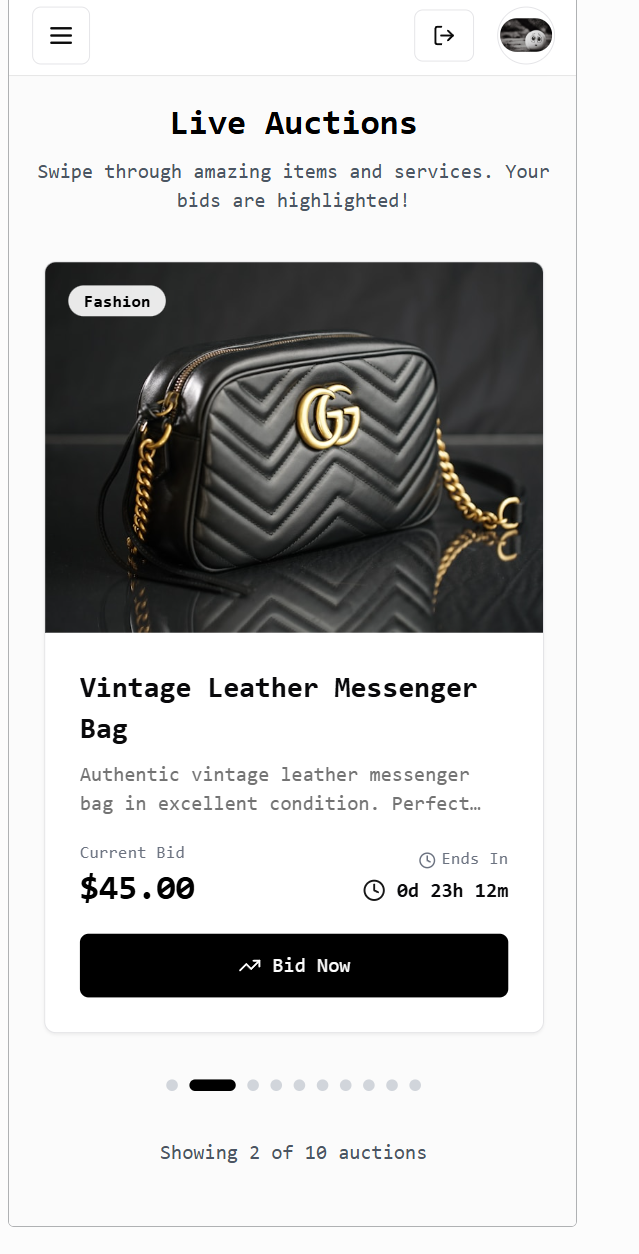 Live Auctions
Swipe through amazing items and services. Your
bids are highlighted!
Fashion
GG
Vintage Leather Messenger
Bag
Authentic vintage leather messenger
bag in excellent condition. Perfect…
Current Bid
Ends In
$45.00
0d 23h 12m
Bid Now
Showing 2 of 10 auctions